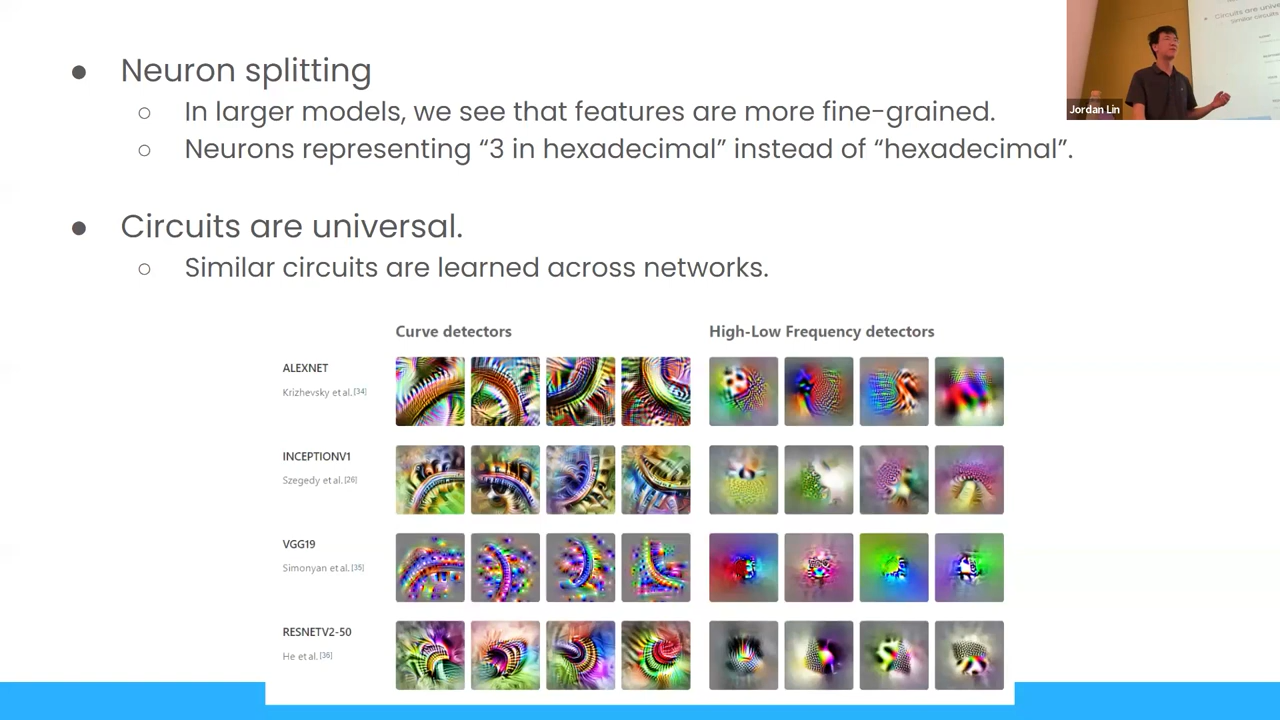 Neuron splitting
In larger models, we see that features are more fine-grained.
Neurons representing “3 in hexadecimal” instead of “hexadecimal”.
Circuits are universal.
Similar circuits are learned across networks.
Jordan Lin
Curve detectors
High-Low Frequency detectors
ALEXNET
Krizhevsky et al. [34]
INCEPTIONV1
Szegedy et al. [26]
VGG19
Simonyan et al. [35]
RESNETV2-50
He et al. [36]